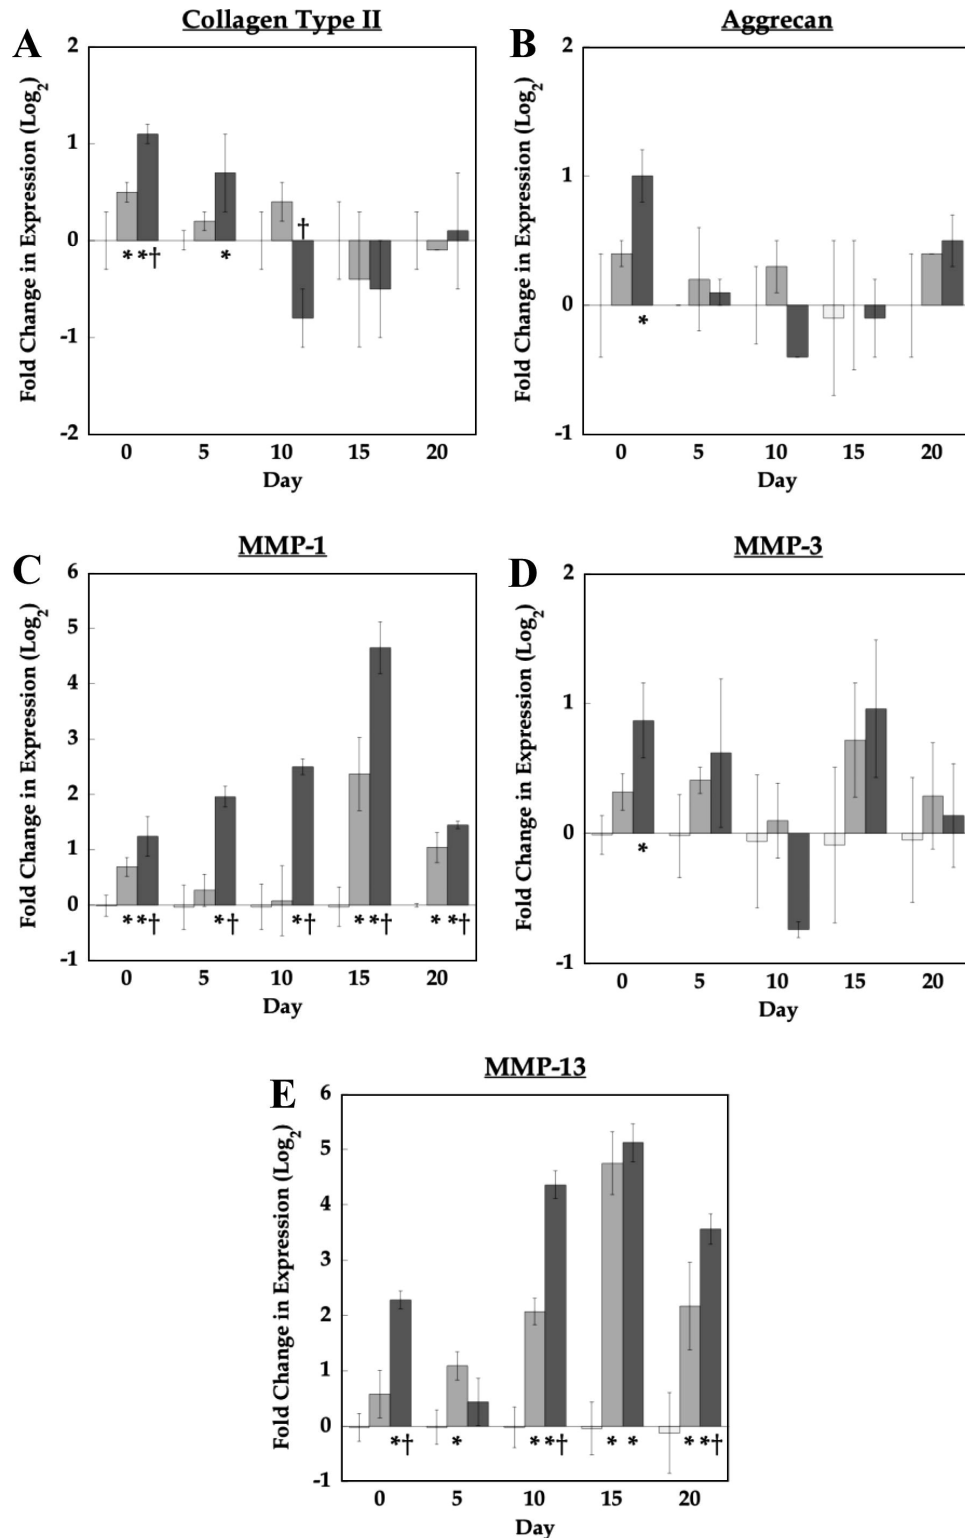 A
Collagen Type II
Fold Change in Expression (Log2)
2
1
0
-1
-2
* *†
*
†
0 5 10 15 20
Day
B
Aggrecan
Fold Change in Expression (Log2)
2
1
0
-1
*
0 5 10 15 20
Day
C
MMP-1
Fold Change in Expression (Log2)
6
5
4
3
2
1
0
-1
* *† *† *† * *† * *†
0 5 10 15 20
Day
D
MMP-3
Fold Change in Expression (Log2)
2
1
0
-1
*
0 5 10 15 20
Day
E
MMP-13
Fold Change in Expression (Log2)
6
5
4
3
2
1
0
-1
*† * * *† * * * *†
0 5 10 15 20
Day